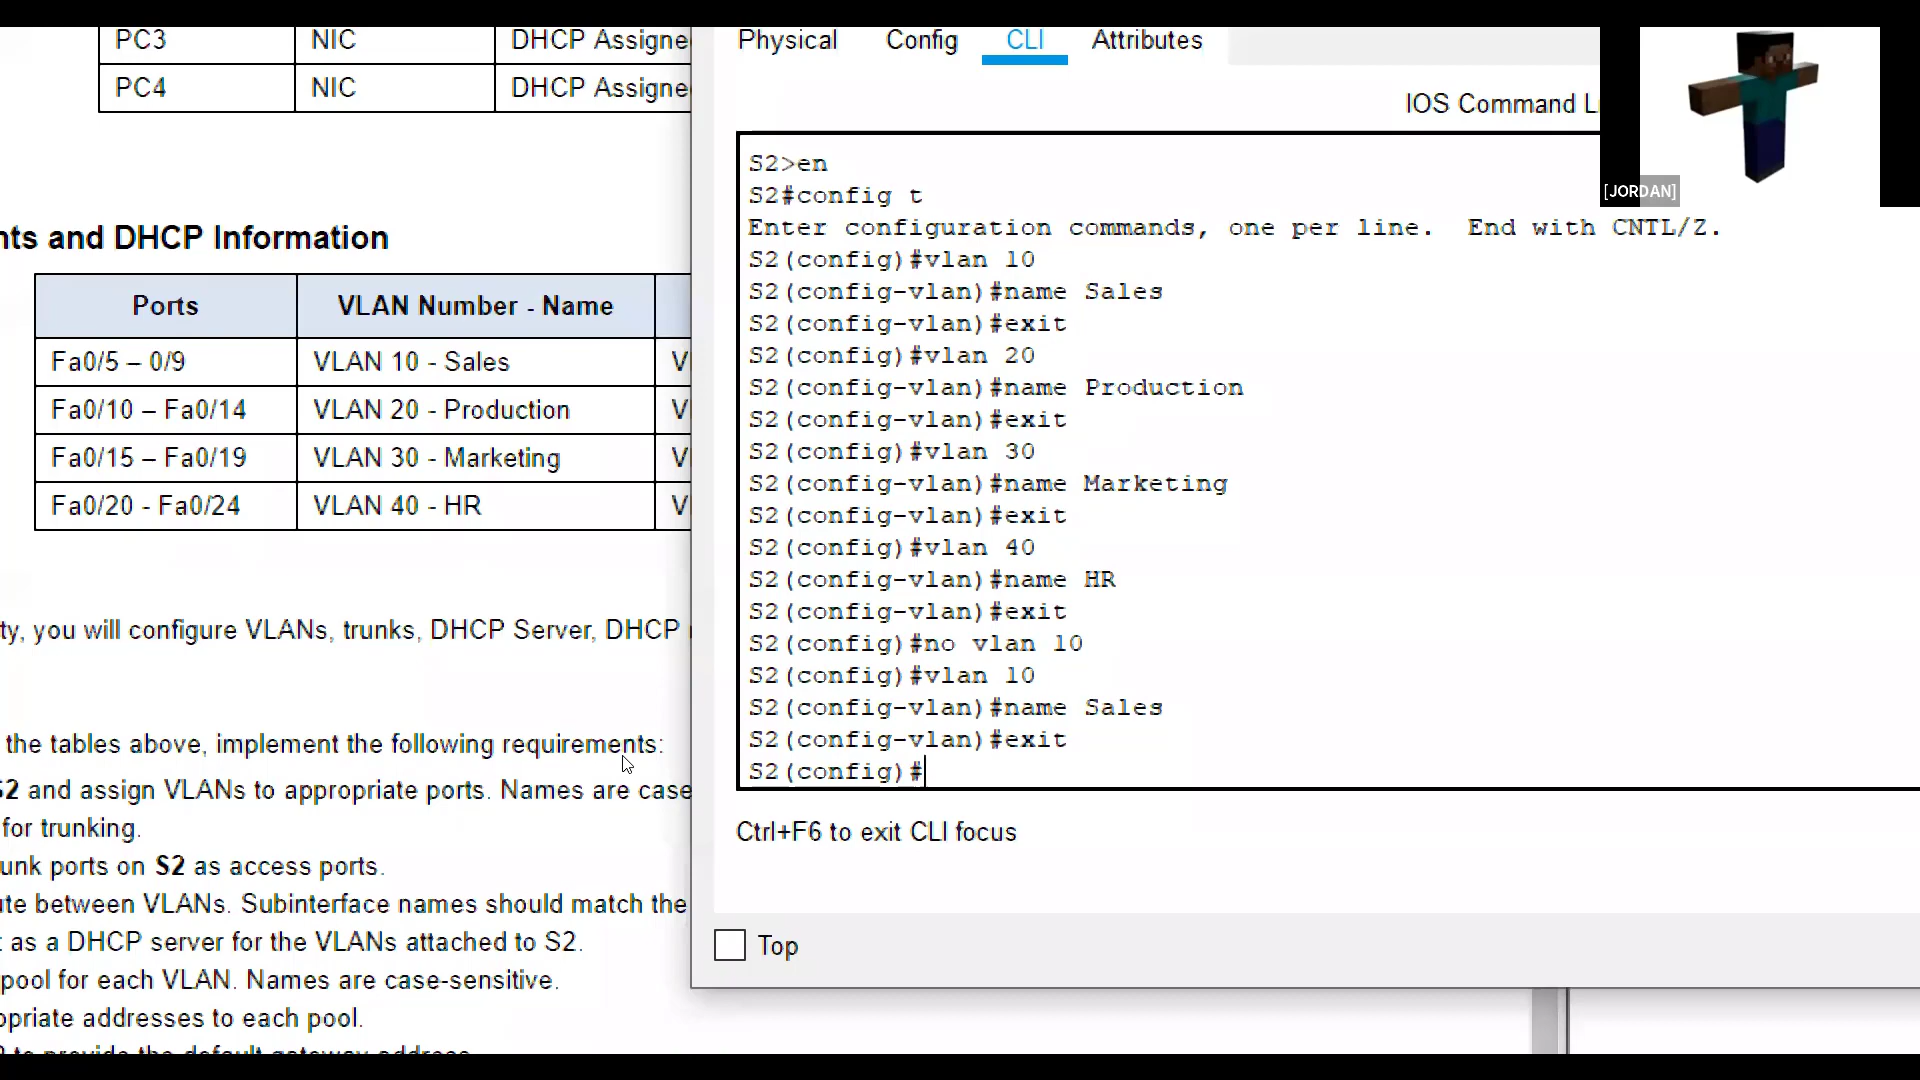 PC3 NIC DHCP Assigne
PC4 NIC DHCP Assigne
nts and DHCP Information
Ports VLAN Number - Name
Fa0/5 – 0/9 VLAN 10 - Sales V
Fa0/10 – Fa0/14 VLAN 20 - Production V
Fa0/15 – Fa0/19 VLAN 30 - Marketing V
Fa0/20 - Fa0/24 VLAN 40 - HR V
ty, you will configure VLANs, trunks, DHCP Server, DHCP
the tables above, implement the following requirements:
S2 and assign VLANs to appropriate ports. Names are case
for trunking.
unk ports on S2 as access ports.
ute between VLANs. Subinterface names should match the
t as a DHCP server for the VLANs attached to S2.
pool for each VLAN. Names are case-sensitive.
opriate addresses to each pool.
to provide the default gateway address
Physical Config CLI Attributes
IOS Command L
S2>en
S2#config t
Enter configuration commands, one per line.  End with CNTL/Z.
S2(config)#vlan 10
S2(config-vlan)#name Sales
S2(config-vlan)#exit
S2(config)#vlan 20
S2(config-vlan)#name Production
S2(config-vlan)#exit
S2(config)#vlan 30
S2(config-vlan)#name Marketing
S2(config-vlan)#exit
S2(config)#vlan 40
S2(config-vlan)#name HR
S2(config-vlan)#exit
S2(config)#no vlan 10
S2(config)#vlan 10
S2(config-vlan)#name Sales
S2(config-vlan)#exit
S2(config)#
Ctrl+F6 to exit CLI focus
Top
[JORDAN]